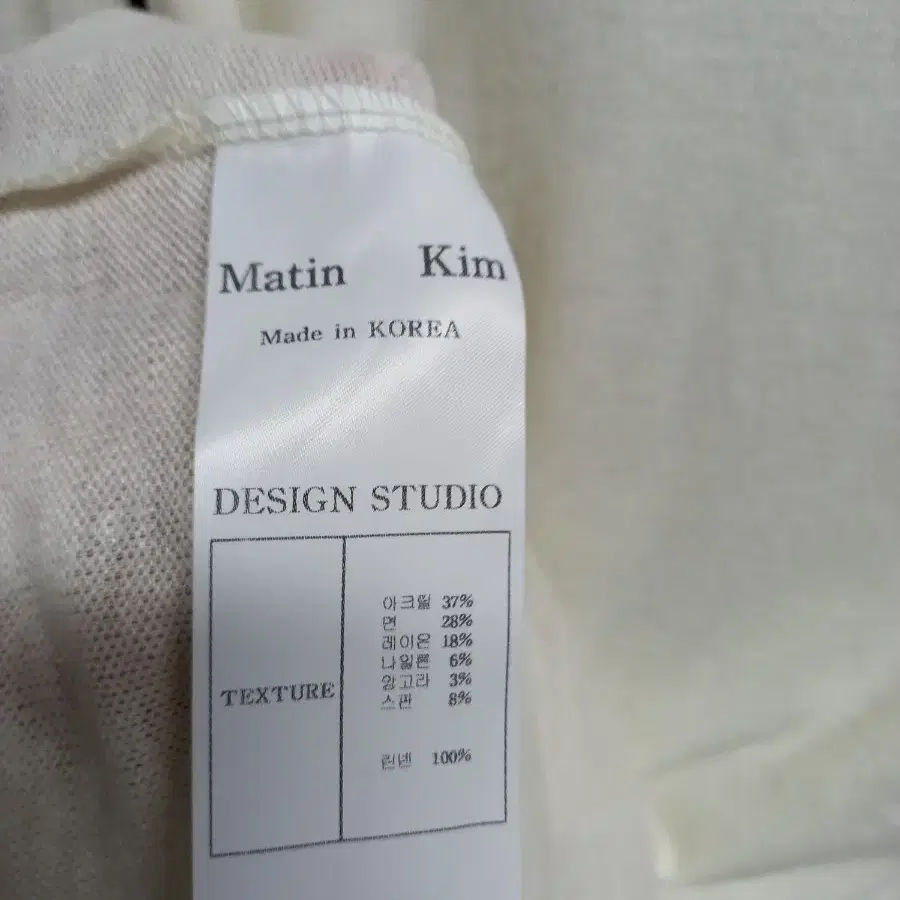 Matin Kim
Made in KOREA
DESIGN STUDIO
TEXTURE
아크릴 37%
면 28%
레이온 18%
나일론 6%
앙고라 3%
스판 8%
린넨 100%